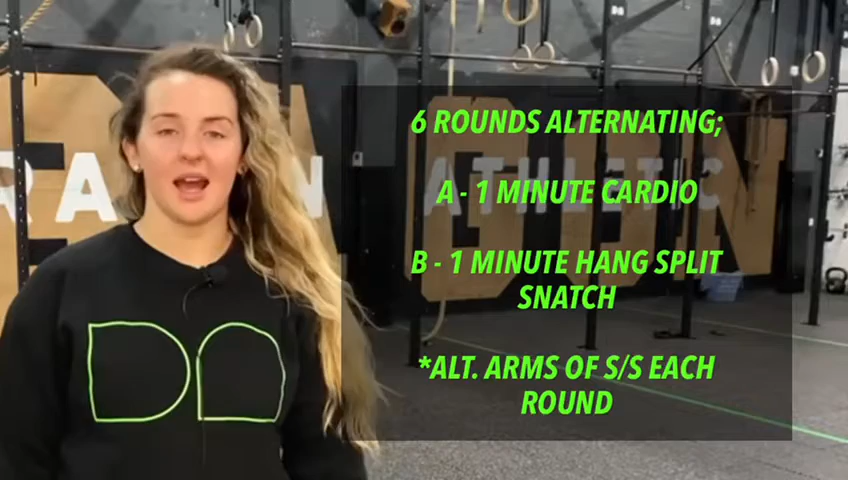 6 ROUNDS ALTERNATING;
A - 1 MINUTE CARDIO
B - 1 MINUTE HANG SPLIT
SNATCH
*ALT. ARMS OF S/S EACH
ROUND
ATHLETIC